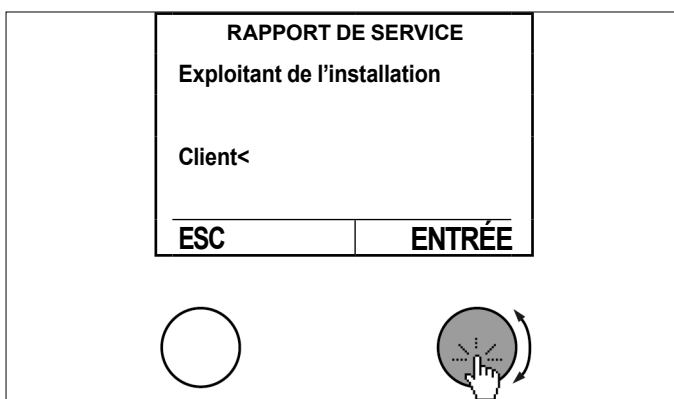 RAPPORT DE SERVICE
Exploitant de l’installation
Client<
ESC ENTRÉE